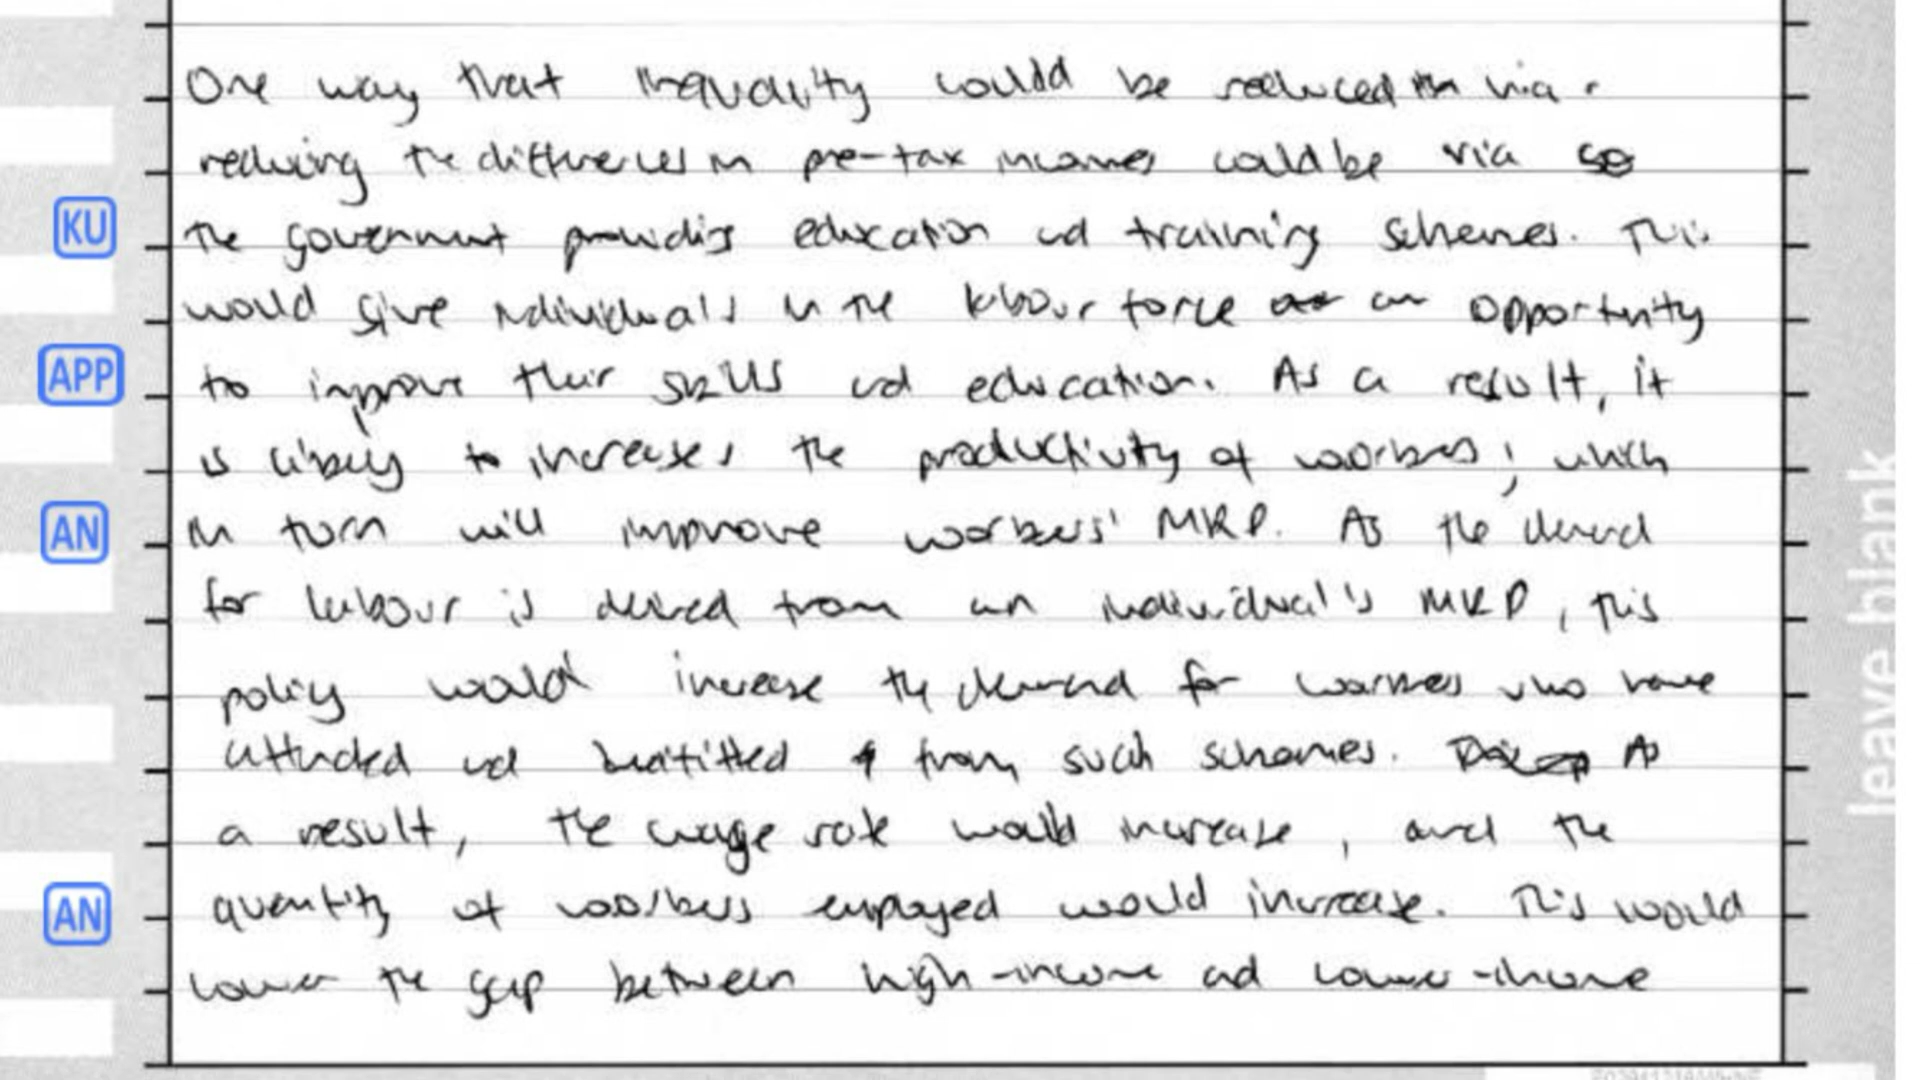 One way that inequality could be reduced in via
reducing the differences in pre-tax incomes could be via so
KU the government providing education and training schemes. This
would give individuals in the labour force an opportunity
APP to improve their skills and education. As a result, it
is likely to increases the productivity of workers, which
AN in turn will improve workers' MRP. As the demand
for labour is derived from an individual's MRP, this
policy would increase the demand for workers who have
attended and benifitted from such schemes. As
a result, the wage rate would increase, and the
AN quantity of workers employed would increase. This would
lower the gap between high-income and lower-income
leave blank